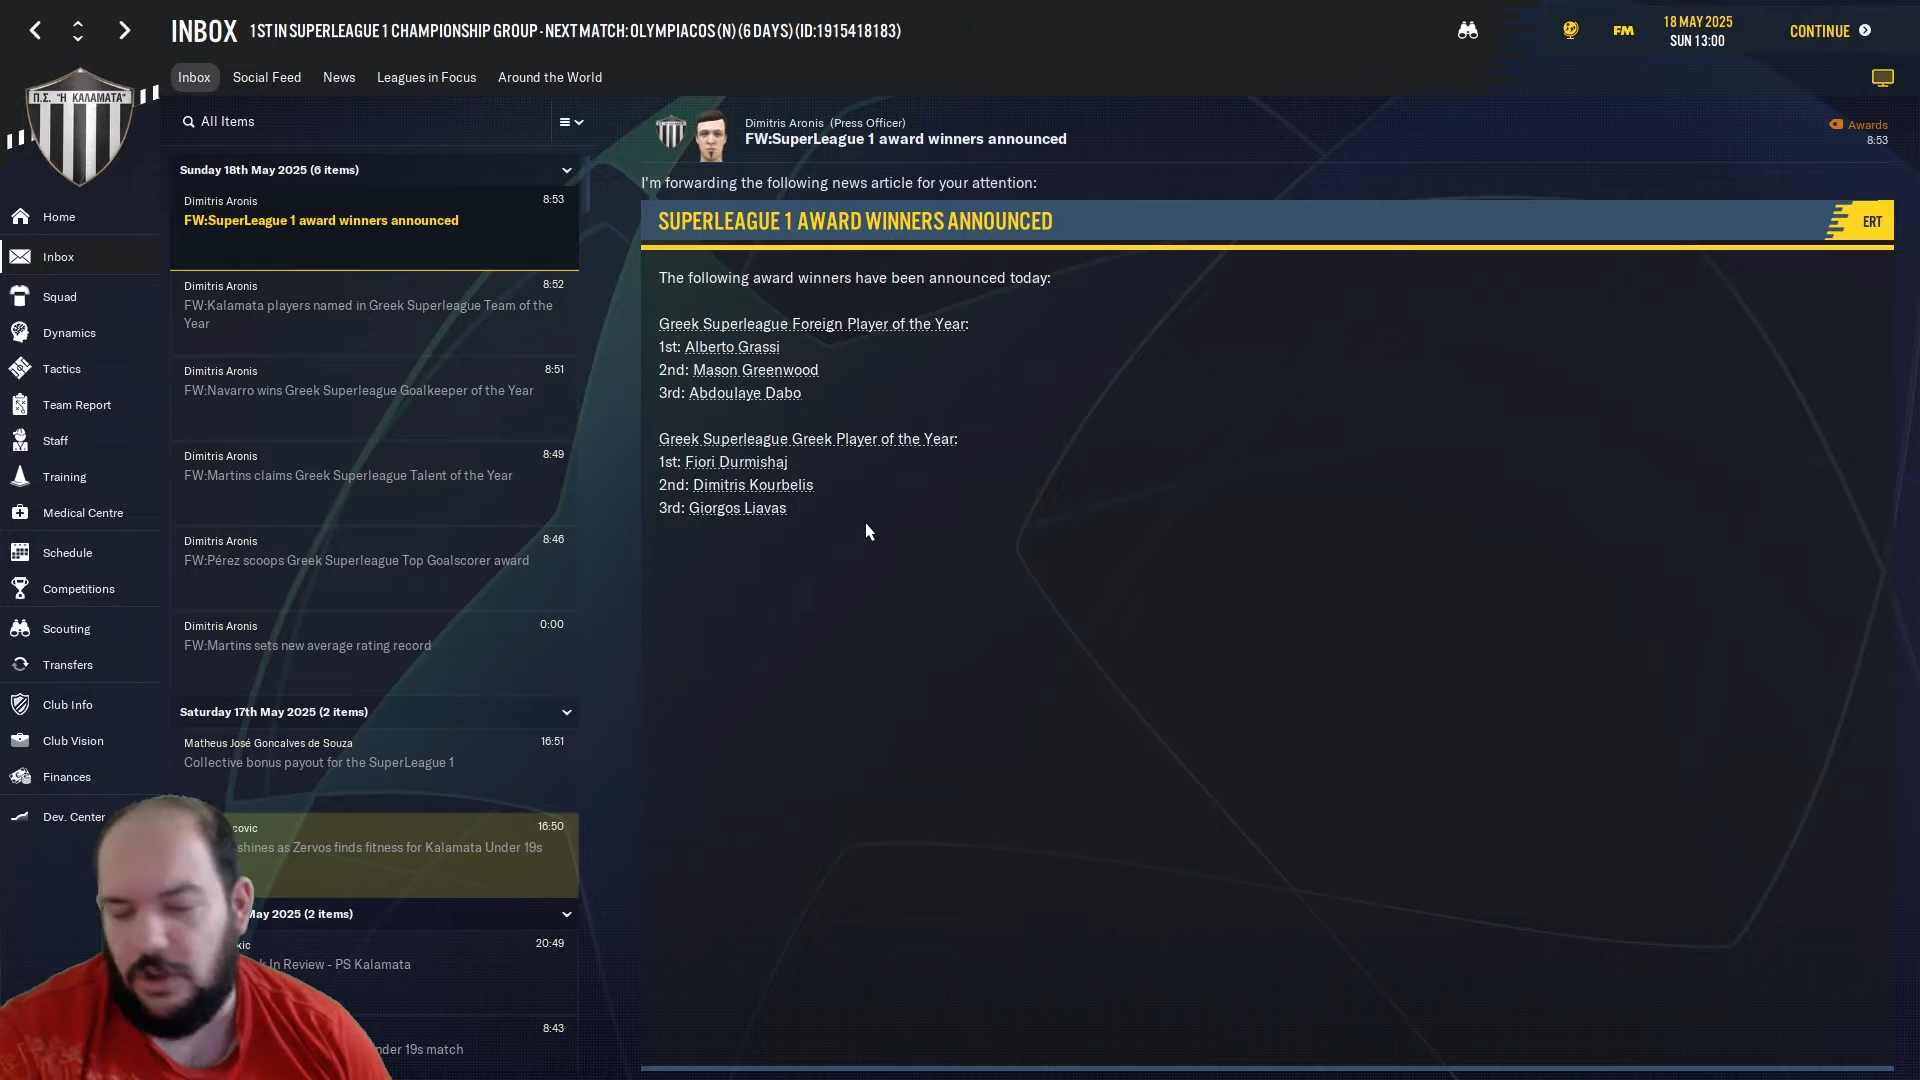 INBOX
1ST IN SUPERLEAGUE 1 CHAMPIONSHIP GROUP - NEXT MATCH: OLYMPIACOS (N) (6 DAYS) (ID:1915418183)
FM
18 MAY 2025
SUN 13:00
CONTINUE
Inbox
Social Feed
News
Leagues in Focus
Around the World
Π.Σ. "Η ΚΑΛΑΜΑΤΑ"
Home
Inbox
Squad
Dynamics
Tactics
Team Report
Staff
Training
Medical Centre
Schedule
Competitions
Scouting
Transfers
Club Info
Club Vision
Finances
Dev. Center
All Items
Sunday 18th May 2025 (6 items)
Dimitris Aronis 8:53
FW:SuperLeague 1 award winners announced
Dimitris Aronis 8:52
FW:Kalamata players named in Greek Superleague Team of the
Year
Dimitris Aronis 8:51
FW:Navarro wins Greek Superleague Goalkeeper of the Year
Dimitris Aronis 8:49
FW:Martins claims Greek Superleague Talent of the Year
Dimitris Aronis 8:46
FW:Pérez scoops Greek Superleague Top Goalscorer award
Dimitris Aronis 0:00
FW:Martins sets new average rating record
Saturday 17th May 2025 (2 items)
Matheus José Goncalves de Souza 16:51
Collective bonus payout for the SuperLeague 1
covic 16:50
shines as Zervos finds fitness for Kalamata Under 19s
May 2025 (2 items)
kic 20:49
In Review - PS Kalamata
8:43
nder 19s match
Dimitris Aronis (Press Officer)
FW:SuperLeague 1 award winners announced
Awards
8:53
I'm forwarding the following news article for your attention:
SUPERLEAGUE 1 AWARD WINNERS ANNOUNCED
ERT
The following award winners have been announced today:
Greek Superleague Foreign Player of the Year:
1st: Alberto Grassi
2nd: Mason Greenwood
3rd: Abdoulaye Dabo
Greek Superleague Greek Player of the Year:
1st: Fiori Durmishaj
2nd: Dimitris Kourbelis
3rd: Giorgos Liavas